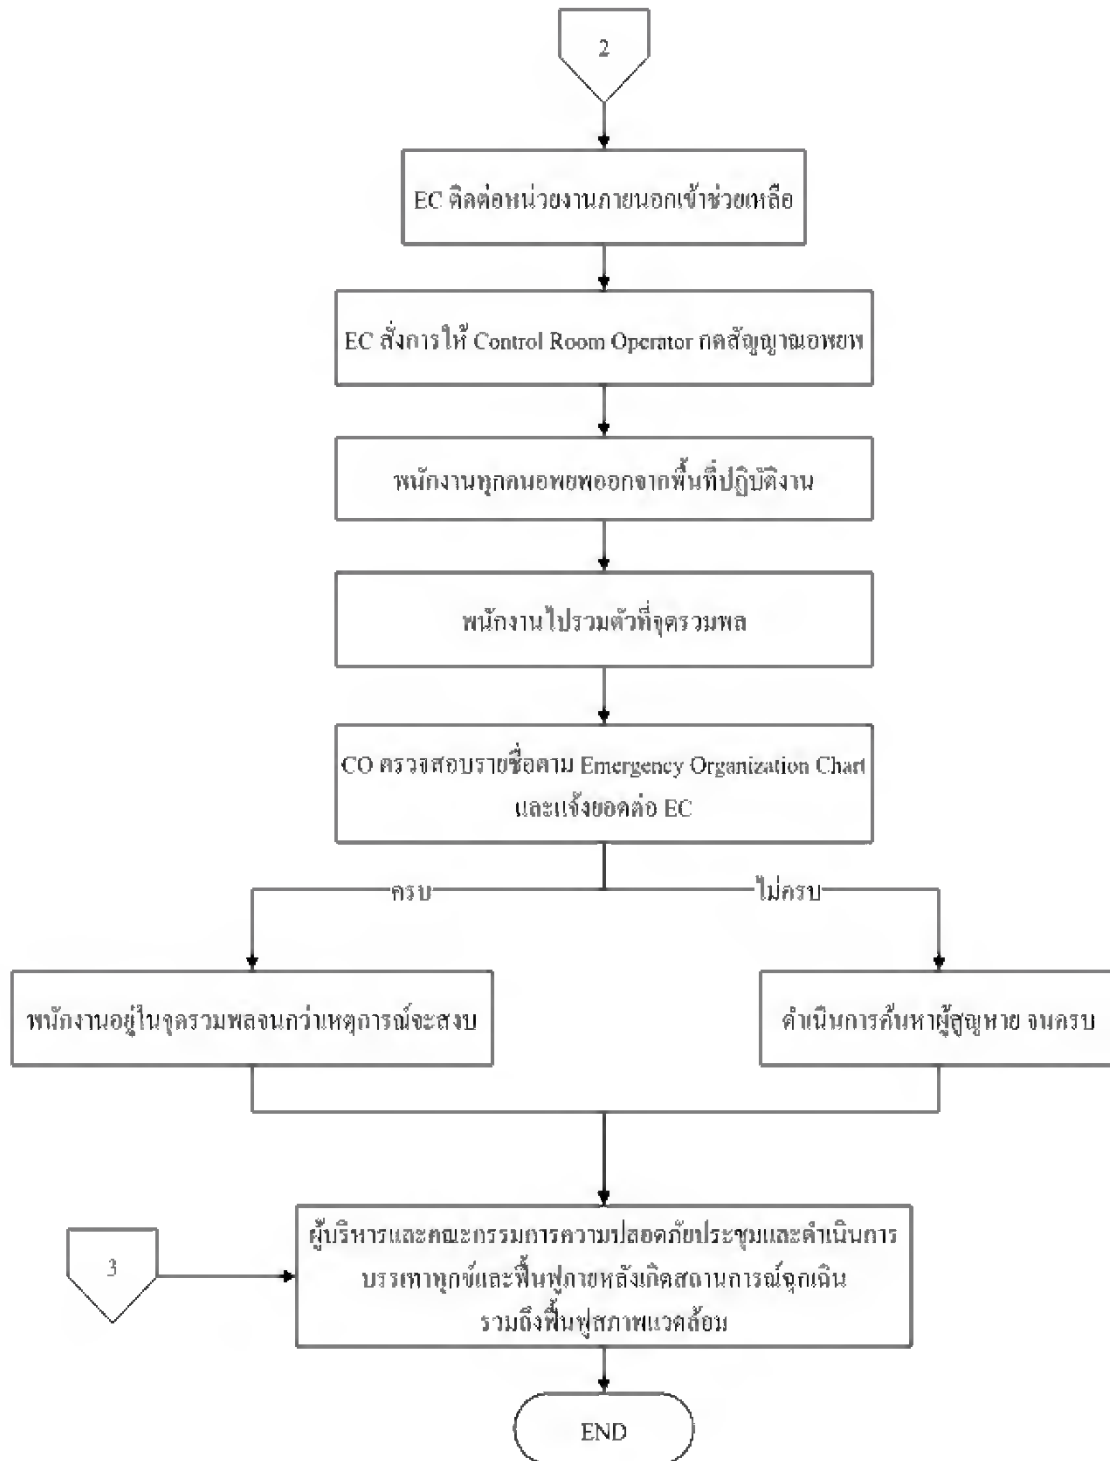 2
EC ติดต่อหน่วยงานภายนอกเข้าช่วยเหลือ
EC สั่งการให้ Control Room Operator กดสัญญาณอพยพ
พนักงานทุกคนอพยพออกจากพื้นที่ปฏิบัติงาน
พนักงานไปรวมตัวที่จุดรวมพล
CO ตรวจสอบรายชื่อตาม Emergency Organization Chart
และแจ้งยอดต่อ EC
ครบ
ไม่ครบ
พนักงานอยู่ในจุดรวมพลจนกว่าเหตุการณ์จะสงบ
ดำเนินการค้นหาผู้สูญหาย จนครบ
ผู้บริหารและคณะกรรมการความปลอดภัยประชุมและดำเนินการ
3
บรรเทาทุกข์และฟื้นฟูภายหลังเกิดสถานการณ์ฉุกเฉิน
รวมถึงฟื้นฟูสภาพแวดล้อม
END